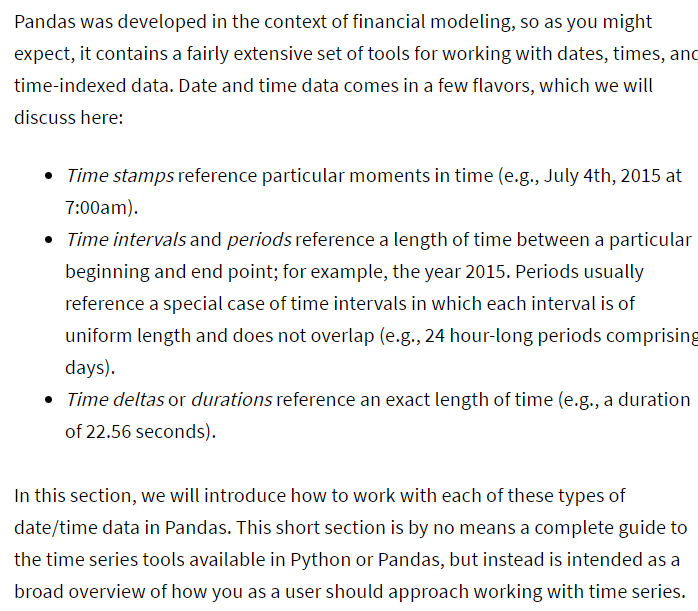 Pandas was developed in the context of financial modeling, so as you might
expect, it contains a fairly extensive set of tools for working with dates, times, and
time-indexed data. Date and time data comes in a few flavors, which we will
discuss here:
• Time stamps reference particular moments in time (e.g., July 4th, 2015 at
7:00am).
• Time intervals and periods reference a length of time between a particular
beginning and end point; for example, the year 2015. Periods usually
reference a special case of time intervals in which each interval is of
uniform length and does not overlap (e.g., 24 hour-long periods comprising
days).
• Time deltas or durations reference an exact length of time (e.g., a duration
of 22.56 seconds).
In this section, we will introduce how to work with each of these types of
date/time data in Pandas. This short section is by no means a complete guide to
the time series tools available in Python or Pandas, but instead is intended as a
broad overview of how you as a user should approach working with time series.